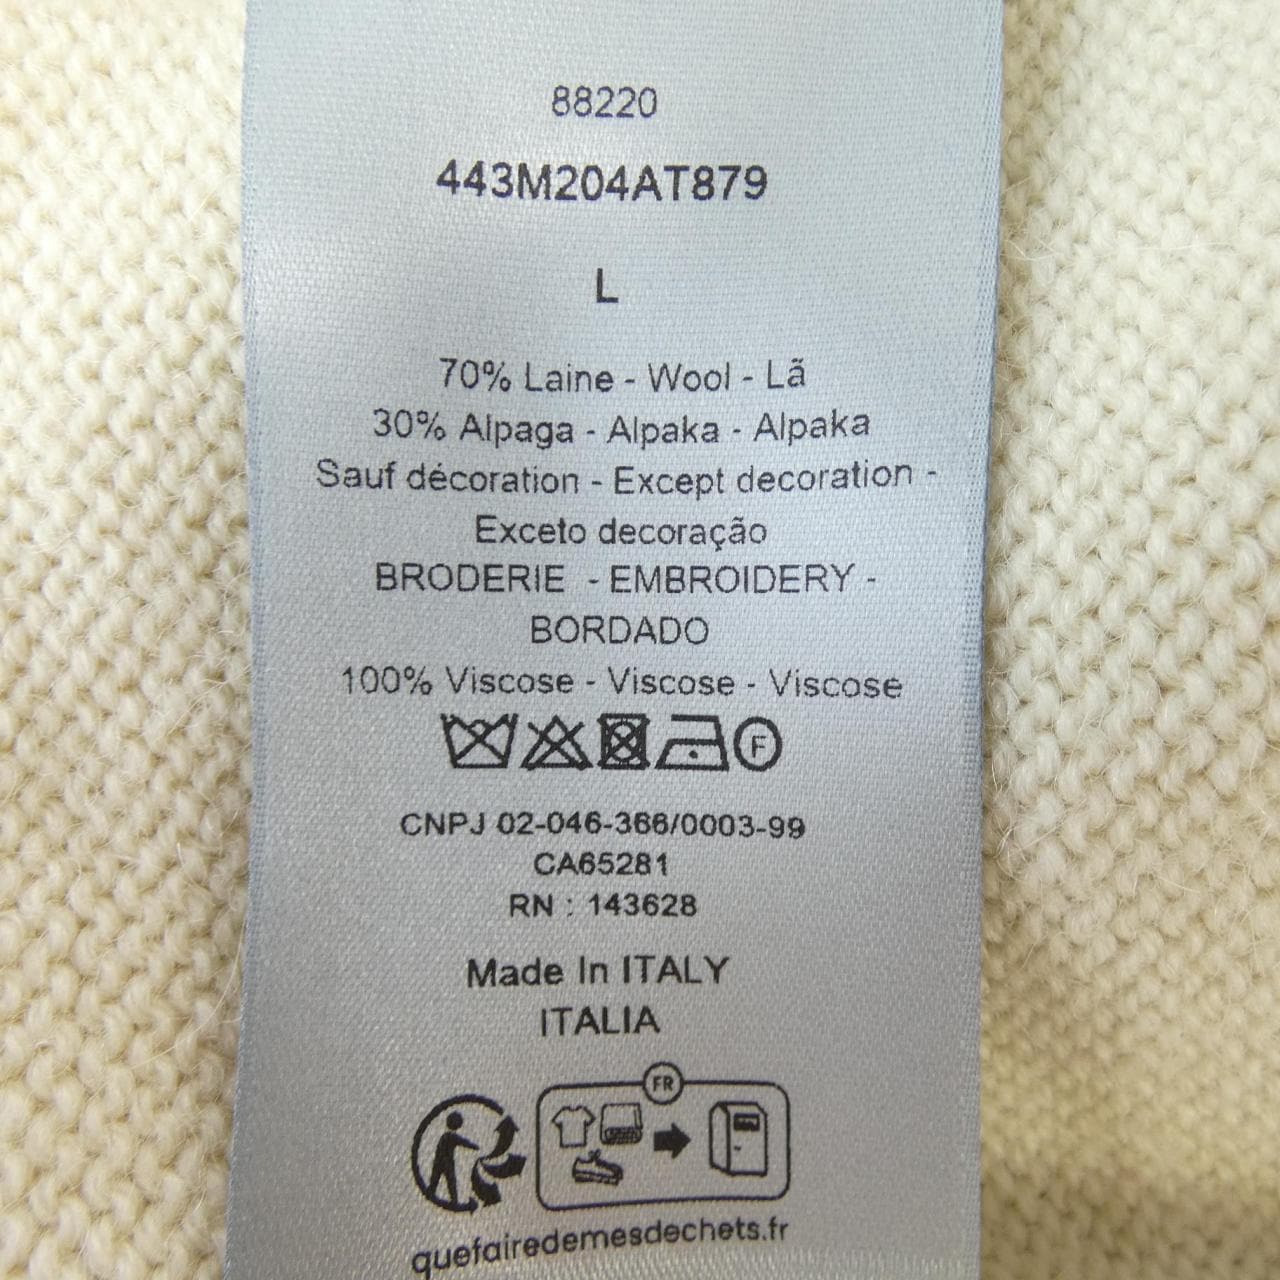 88220
443M204AT879
L
70% Laine - Wool - Lã
30% Alpaga - Alpaka - Alpaka
Sauf décoration - Except decoration -
Exceto decoração
BRODERIE - EMBROIDERY -
BORDADO
100% Viscose - Viscose - Viscose
F
CNPJ 02-046-366/0003-99
CA65281
RN : 143628
Made In ITALY
ITALIA
FR
quefairedemesdechets.fr